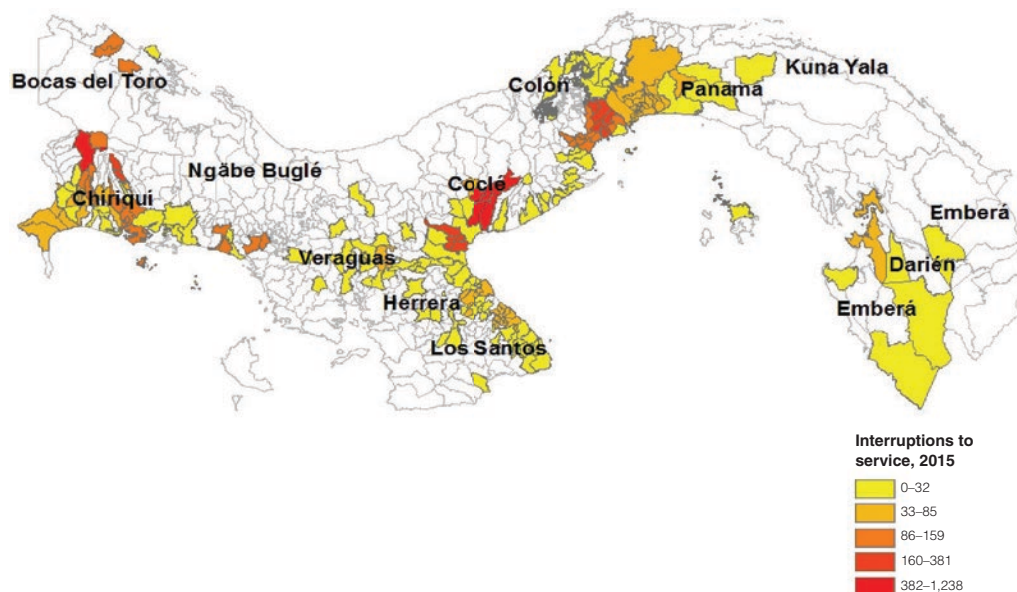 Bocas del Toro
Colón
Kuna Yala
Panama
Ngäbe Buglé
Chiriquí
Coclé
Emberá
Veraguas
Darién
Herrera
Emberá
Los Santos
Interruptions to
service, 2015
0–32
33–85
86–159
160–381
382–1,238